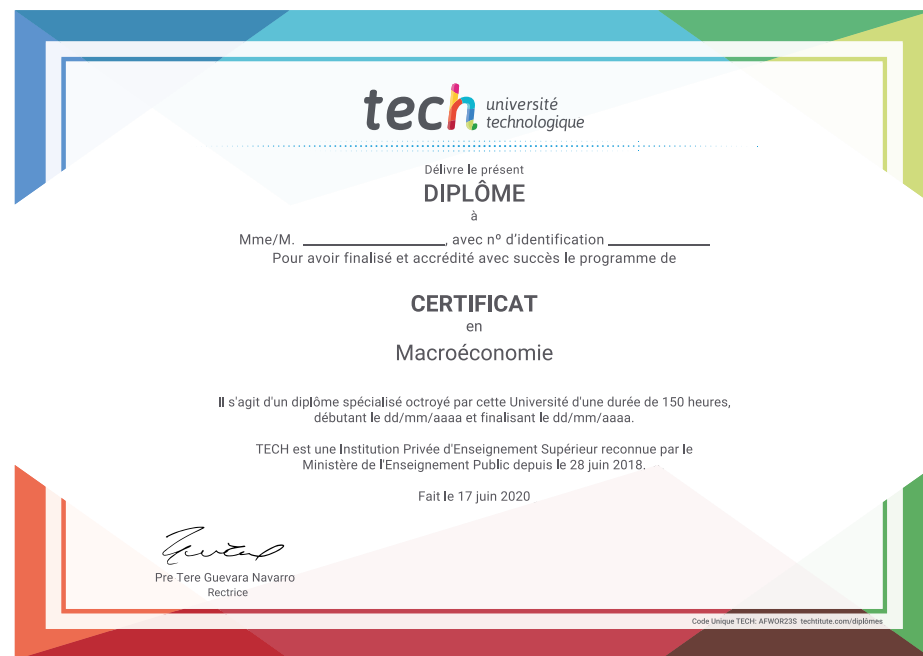 tech université
technologique
Délivre le présent
DIPLÔME
à
Mme/M. ____________, avec nº d'identification ____________
Pour avoir finalisé et accrédité avec succès le programme de
CERTIFICAT
en
Macroéconomie
Il s'agit d'un diplôme spécialisé octroyé par cette Université d'une durée de 150 heures,
débutant le dd/mm/aaaa et finalisant le dd/mm/aaaa.
TECH est une Institution Privée d'Enseignement Supérieur reconnue par le
Ministère de l'Enseignement Public depuis le 28 juin 2018.
Fait le 17 juin 2020
Pre Tere Guevara Navarro
Rectrice
Code Unique TECH: AFWOR23S techtitute.com/diplômes